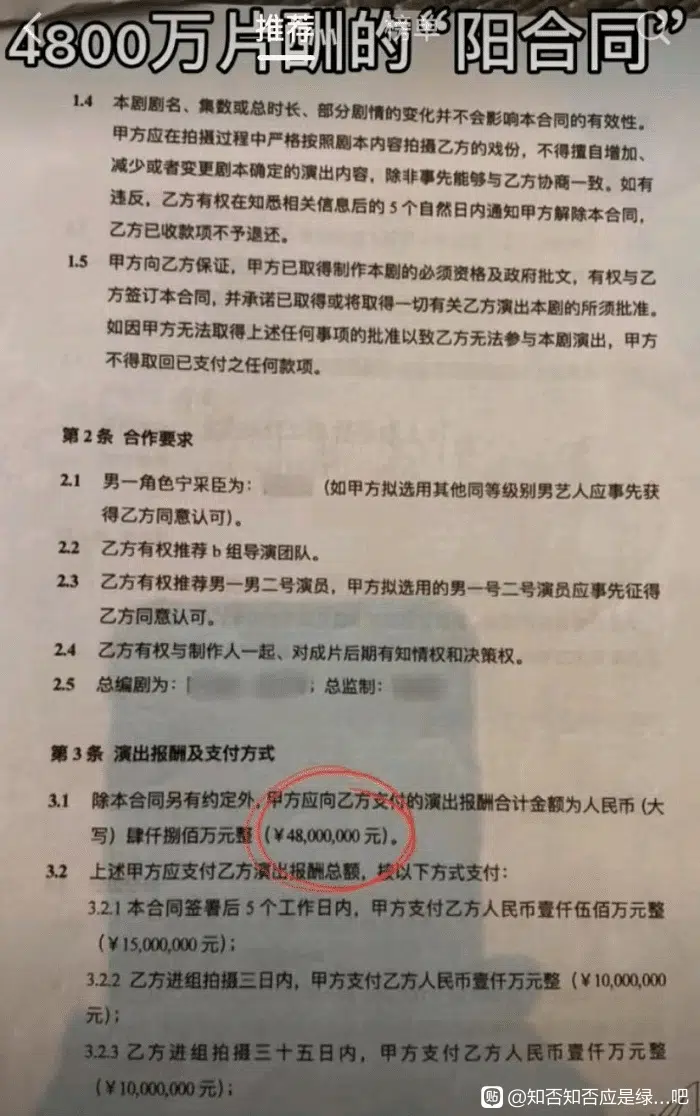 4800万片酬的“阳合同”
推荐
榜单
1.4 本剧剧名、集数或总时长、部分剧情的变化并不会影响本合同的有效性。
甲方应在拍摄过程中严格按照剧本内容拍摄乙方的戏份，不得擅自增加、
减少或者变更剧本确定的演出内容，除非事先能够与乙方协商一致。如有
违反，乙方有权在知悉相关信息后的 5 个自然日内通知甲方解除本合同，
乙方已收款项不予退还。
1.5 甲方向乙方保证，甲方已取得制作本剧的必须资格及政府批文，有权与乙
方签订本合同，并承诺已取得或将取得一切有关乙方演出本剧的所须批准。
如因甲方无法取得上述任何事项的批准以致乙方无法参与本剧演出，甲方
不得取回已支付之任何款项。
第 2 条 合作要求
2.1 男一角色宁采臣为： （如甲方拟选用其他同等级别男艺人应事先获
得乙方同意认可）。
2.2 乙方有权推荐 b 组导演团队。
2.3 乙方有权推荐男一男二号演员，甲方拟选用的男一号二号演员应事先征得
乙方同意认可。
2.4 乙方有权与制作人一起、对成片后期有知情权和决策权。
2.5 总编剧为： ；总监制：
第 3 条 演出报酬及支付方式
3.1 除本合同另有约定外，甲方应向乙方支付的演出报酬合计金额为人民币（大
写）肆仟捌佰万元整（￥48,000,000 元）。
3.2 上述甲方应支付乙方演出报酬总额，按以下方式支付：
3.2.1 本合同签署后 5 个工作日内，甲方支付乙方人民币壹仟伍佰万元整
（￥15,000,000 元）；
3.2.2 乙方进组拍摄三日内，甲方支付乙方人民币壹仟万元整（￥10,000,000
元）；
3.2.3 乙方进组拍摄三十五日内，甲方支付乙方人民币壹仟万元整
（￥10,000,000 元）；
贴 @知否知否应是绿...吧